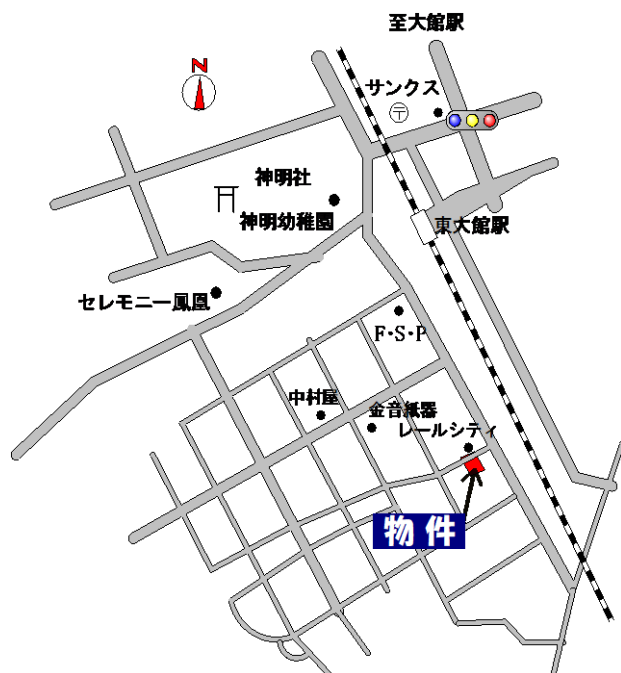 至大館駅
N
サンクス
〒
神明社
神明幼稚園
東大館駅
セレモニー鳳凰
F・S・P
中村屋
金音紙器
レールシティ
物件